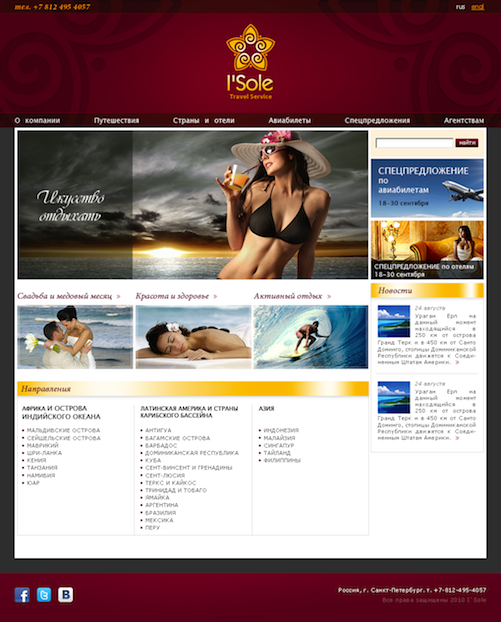 тел. +7 812 495 4057
rus engl
l'Sole
Travel Service
О компании Путешествия Страны и отели Авиабилеты Спецпредложения Агентствам
Искусство
отдыхать
найти
СПЕЦПРЕДЛОЖЕНИЕ
по
авиабилетам
18-30 сентября
СПЕЦПРЕДЛОЖЕНИЕ по отелям
18-30 сентября
Свадьба и медовый месяц »
Красота и здоровье »
Активный отдых »
Новости
24 августа
Ураган Ерл на
данный момент
находящийся в
250 км от острова
Гранд Терк и в 450 км от Санто
Доминго, столицы Доминиканской
Республики движется к Соеди-
ненным Штатам Америки. »
24 августа
Ураган Ерл на
данный момент
находящийся в
250 км от острова
Гранд Терк и в 450 км от Санто
Доминго, столицы Доминиканской
Республики движется к Соеди-
ненным Штатам Америки. »
Направления
АФРИКА И ОСТРОВА
ИНДИЙСКОГО ОКЕАНА
• МАЛЬДИВСКИЕ ОСТРОВА
• СЕЙШЕЛЬСКИЕ ОСТРОВА
• МАВРИКИЙ
• ШРИ-ЛАНКА
• КЕНИЯ
• ТАНЗАНИЯ
• НАМИБИЯ
• ЮАР
ЛАТИНСКАЯ АМЕРИКА И СТРАНЫ
КАРИБСКОГО БАССЕЙНА
• АНТИГУА
• БАГАМСКИЕ ОСТРОВА
• БАРБАДОС
• ДОМИНИКАНСКАЯ РЕСПУБЛИКА
• КУБА
• СЕНТ-ВИНСЕНТ И ГРЕНАДИНЫ
• СЕНТ-ЛЮСИЯ
• ТЕРКС И КАЙКОС
• ТРИНИДАД И ТОБАГО
• ЯМАЙКА
• АРГЕНТИНА
• БРАЗИЛИЯ
• МЕКСИКА
• ПЕРУ
АЗИЯ
• ИНДОНЕЗИЯ
• МАЛАЙЗИЯ
• СИНГАПУР
• ТАЙЛАНД
• ФИЛИППИНЫ
f t B
Россия, г. Санкт-Петербург. т. +7-812-495-4057
Все права защищены 2010 l`Sole